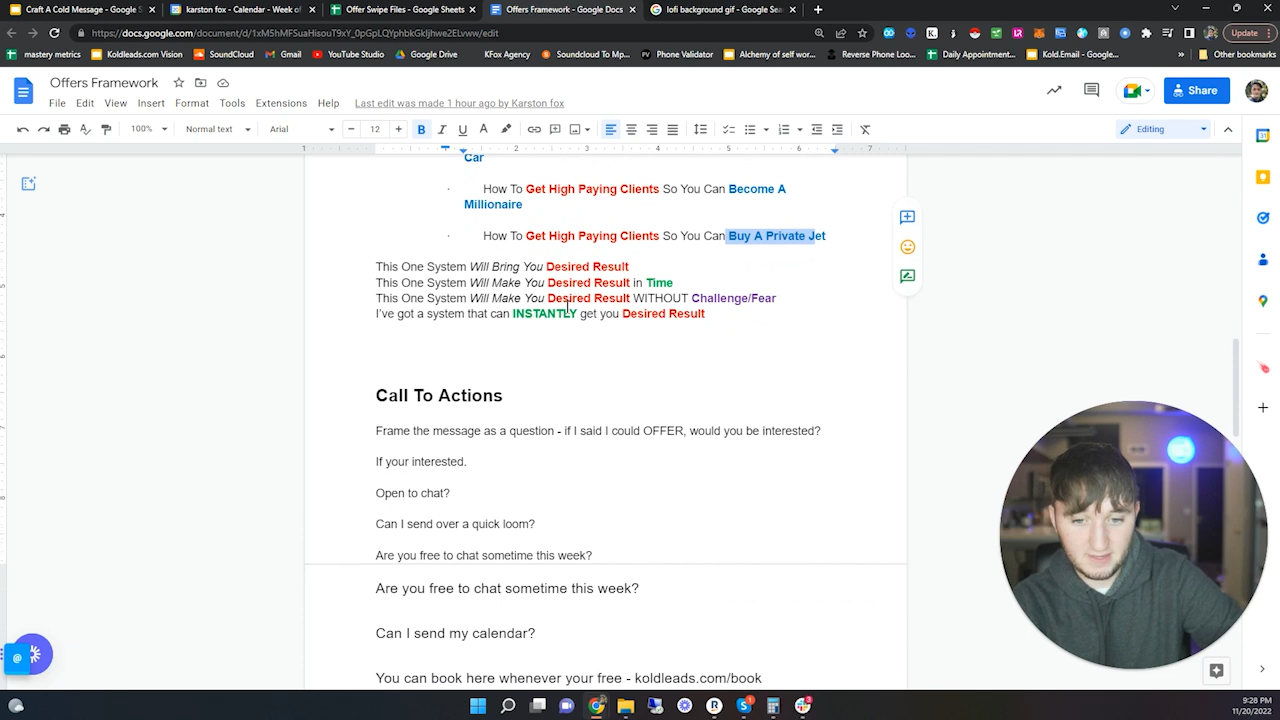 Craft A Cold Message - Google S
karston fox - Calendar - Week of
Offer Swipe Files - Google Sheets
Offers Framework - Google Docs
lofi background gif - Google Sea
https://docs.google.com/document/d/1xM5hMFSuaHisouT9xY_0pGpLQYphbkGkIjhwe2ELvww/edit
Update
mastery metrics
Koldleads.com Vision
SoundCloud
Gmail
YouTube Studio
Google Drive
KFox Agency
Soundcloud To Mp...
Phone Validator
Alchemy of self wor...
Reverse Phone Loo...
Daily Appointment...
Kold.Email - Google...
Other bookmarks
Offers Framework
File Edit View Insert Format Tools Extensions Help Last edit was made 1 hour ago by Karston fox
Share
100% Normal text Arial 12
Editing
1 2 3 4 5 6 7
Car
· How To Get High Paying Clients So You Can Become A
Millionaire
· How To Get High Paying Clients So You Can Buy A Private Jet
This One System Will Bring You Desired Result
This One System Will Make You Desired Result in Time
This One System Will Make You Desired Result WITHOUT Challenge/Fear
I've got a system that can INSTANTLY get you Desired Result
Call To Actions
Frame the message as a question - if I said I could OFFER, would you be interested?
If your interested.
Open to chat?
Can I send over a quick loom?
Are you free to chat sometime this week?
Are you free to chat sometime this week?
Can I send my calendar?
You can book here whenever your free - koldleads.com/book
9:28 PM
11/20/2022